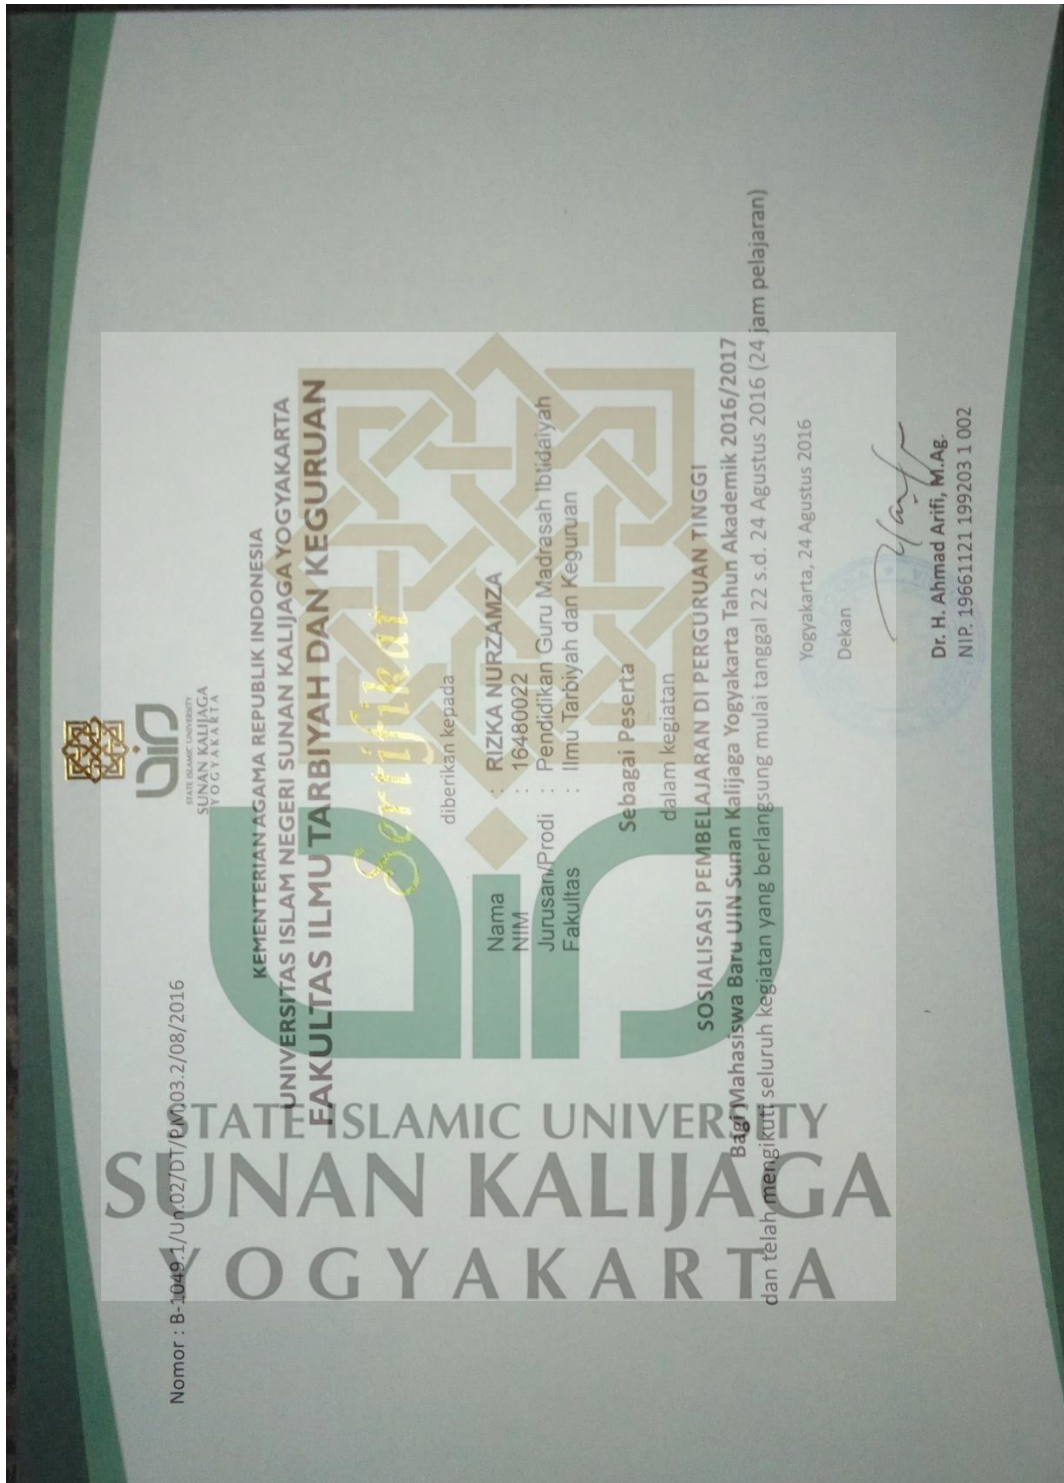 Nomor : B-1049.1/Un.02/DT/PM.03.2/08/2016
uin
STATE ISLAMIC UNIVERSITY
SUNAN KALIJAGA
YOGYAKARTA
KEMENTERIAN AGAMA REPUBLIK INDONESIA
UNIVERSITAS ISLAM NEGERI SUNAN KALIJAGA YOGYAKARTA
FAKULTAS ILMU TARBIYAH DAN KEGURUAN
Sertifikat
diberikan kepada
Nama : RIZKA NURZAMZA
NIM : 16480022
Jurusan/Prodi : Pendidikan Guru Madrasah Ibtidaiyah
Fakultas : Ilmu Tarbiyah dan Keguruan
Sebagai Peserta
dalam kegiatan
SOSIALISASI PEMBELAJARAN DI PERGURUAN TINGGI
Bagi Mahasiswa Baru UIN Sunan Kalijaga Yogyakarta Tahun Akademik 2016/2017
dan telah mengikuti seluruh kegiatan yang berlangsung mulai tanggal 22 s.d. 24 Agustus 2016 (24 jam pelajaran)
Yogyakarta, 24 Agustus 2016
Dekan
Dr. H. Ahmad Arifi, M.Ag.
NIP. 19661121 199203 1 002
uin
STATE ISLAMIC UNIVERSITY
SUNAN KALIJAGA
YOGYAKARTA